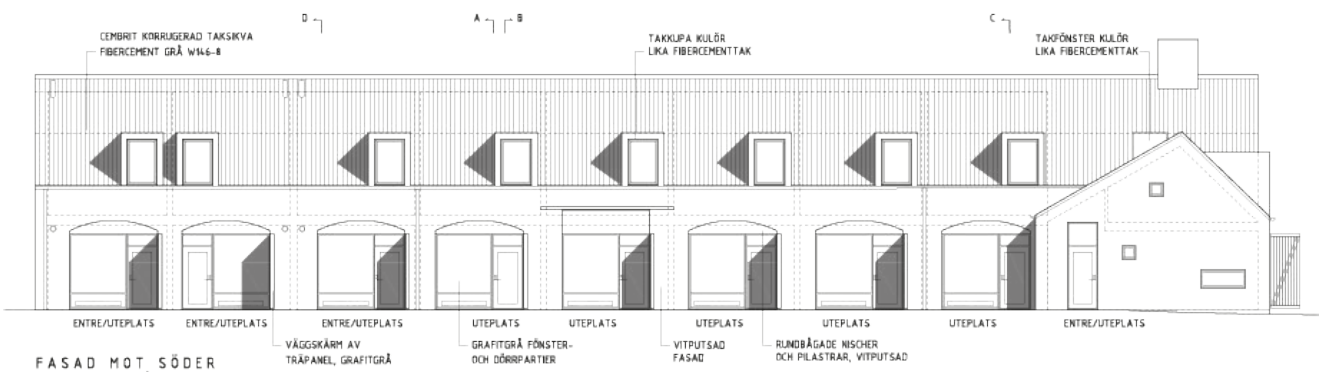 D
A
B
C
CEMBRIT KORRUGERAD TAKSIKVA
FIBERCEMENT GRÅ W146-8
TAKKUPA KULÖR
LIKA FIBERCEMENTTAK
TAKFÖNSTER KULÖR
LIKA FIBERCEMENTTAK
ENTRE/UTEPLATS
ENTRE/UTEPLATS
ENTRE/UTEPLATS
UTEPLATS
UTEPLATS
UTEPLATS
UTEPLATS
UTEPLATS
ENTRE/UTEPLATS
VÄGGSKÄRM AV
TRÄPANEL, GRAFITGRÅ
GRAFITGRÅ FÖNSTER-
OCH DÖRRPARTIER
VITPUTSAD
FASAD
RUNDBÅGADE NISCHER
OCH PILASTRAR, VITPUTSAD
FASAD MOT SÖDER